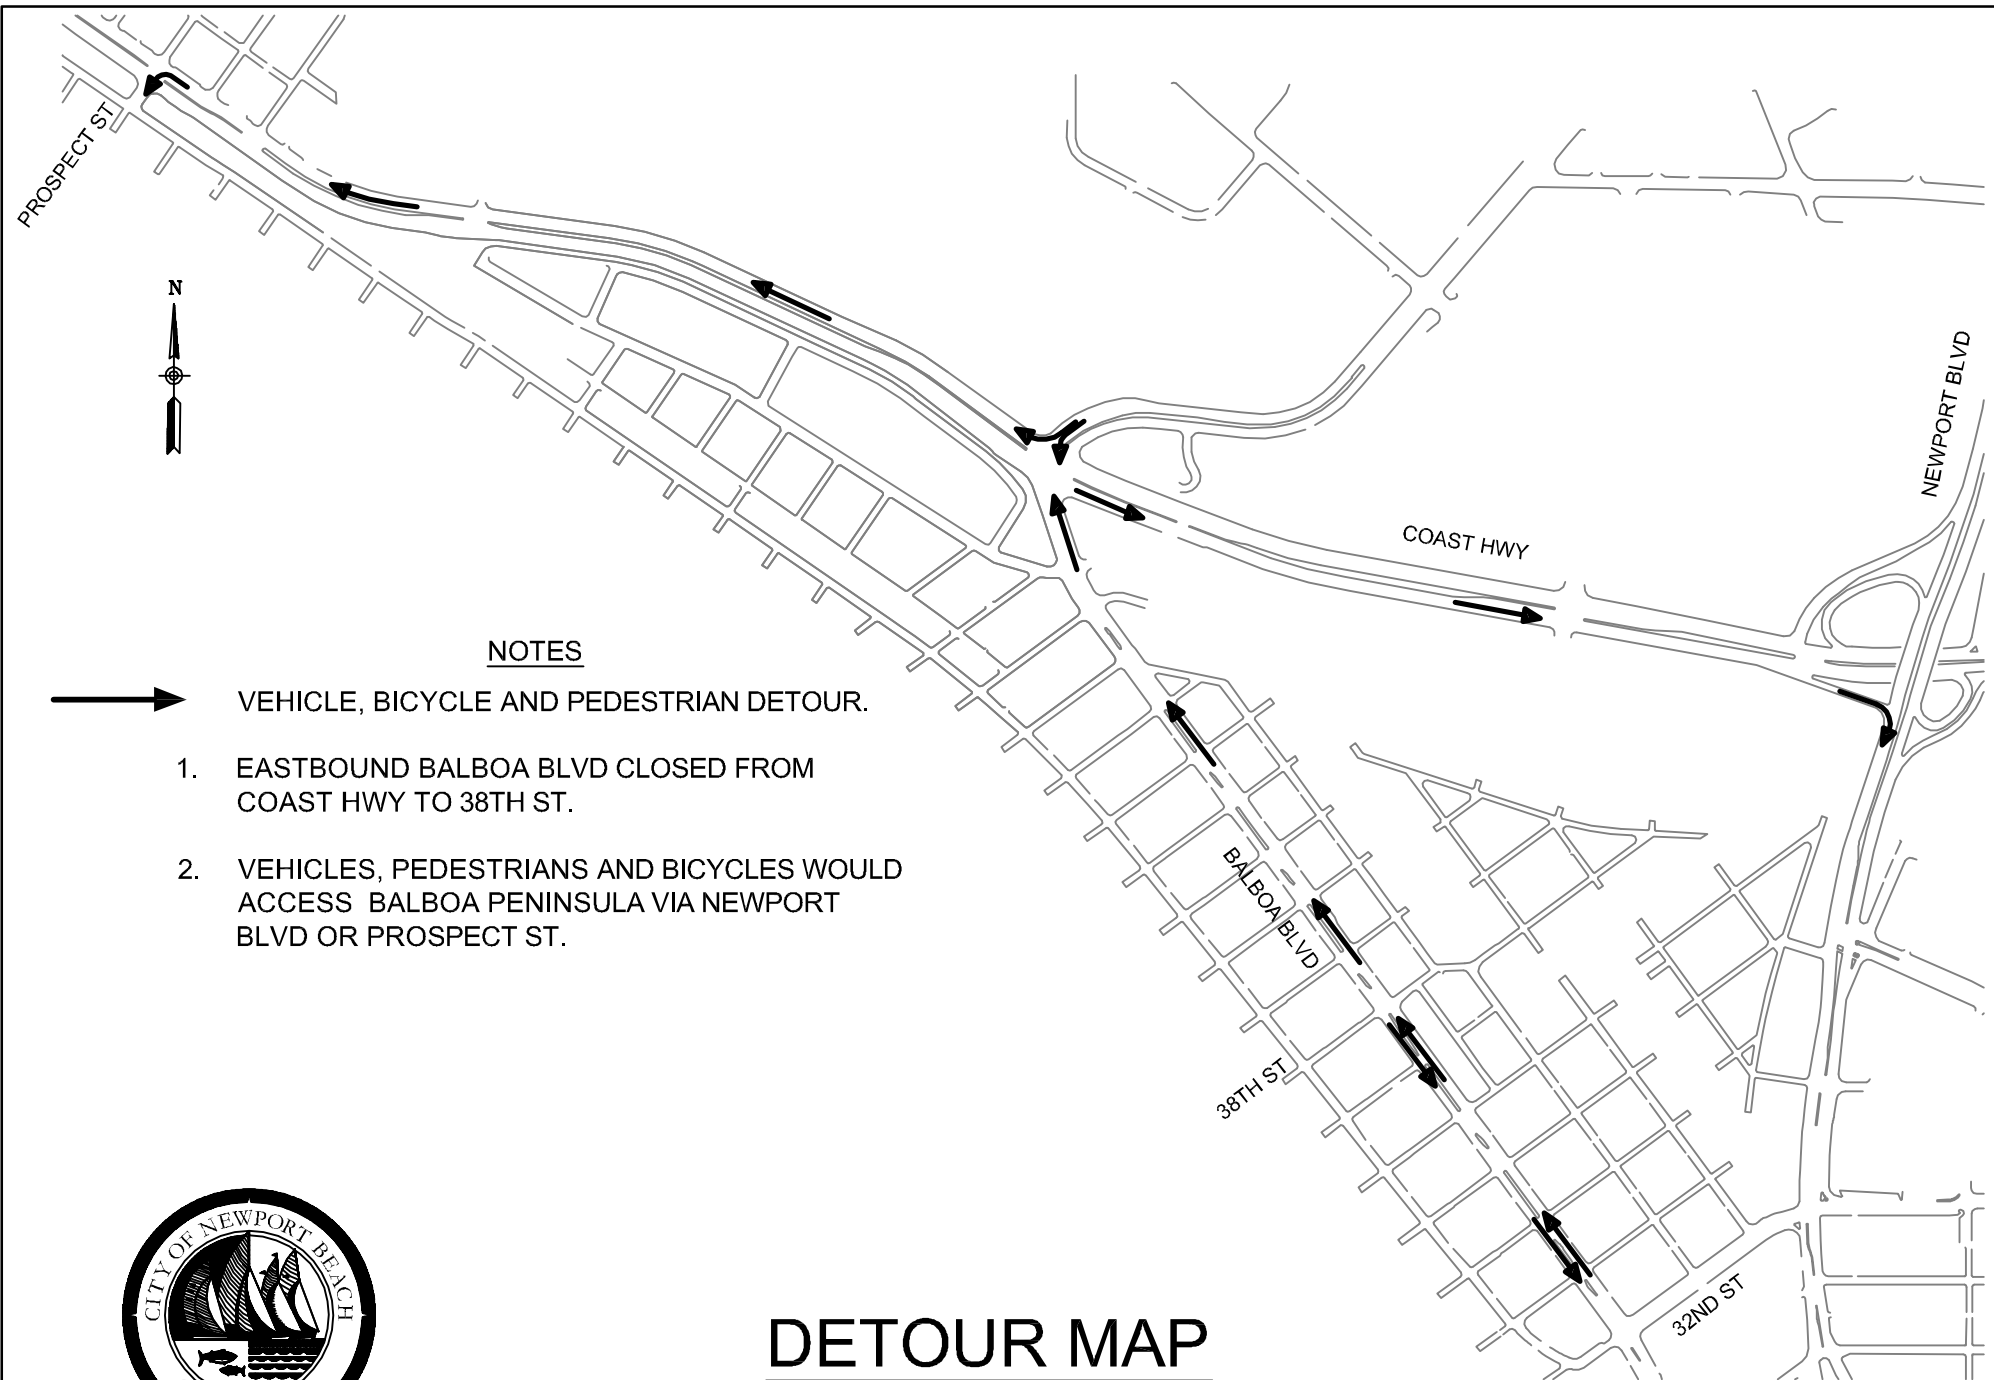 PROSPECT ST
N
NEWPORT BLVD
COAST HWY
NOTES
VEHICLE, BICYCLE AND PEDESTRIAN DETOUR.
1. EASTBOUND BALBOA BLVD CLOSED FROM
COAST HWY TO 38TH ST.
2. VEHICLES, PEDESTRIANS AND BICYCLES WOULD
ACCESS BALBOA PENINSULA VIA NEWPORT
BLVD OR PROSPECT ST.
BALBOA BLVD
38TH ST
32ND ST
CITY OF NEWPORT BEACH
DETOUR MAP